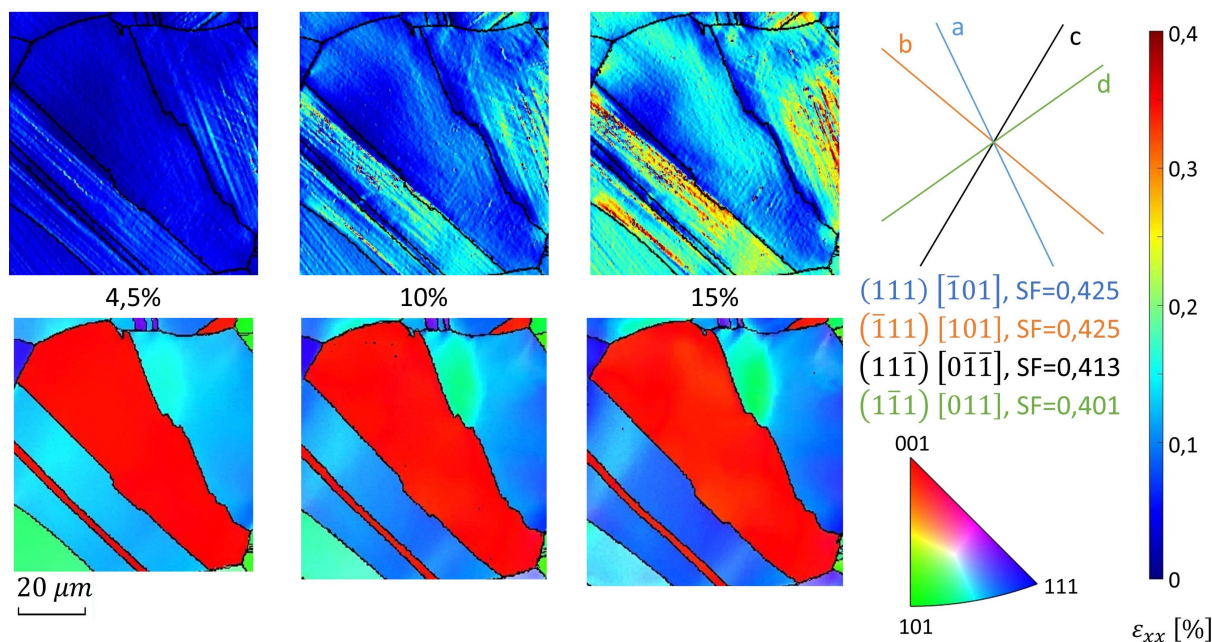 a
b
c
d
0,4
0,3
0,2
0,1
0
ε_xx [%]
4,5%
10%
15%
(111) [1̅01], SF=0,425
(1̅11) [101], SF=0,425
(111̅) [01̅1̅], SF=0,413
(11̅1) [011], SF=0,401
001
101
111
20 μm